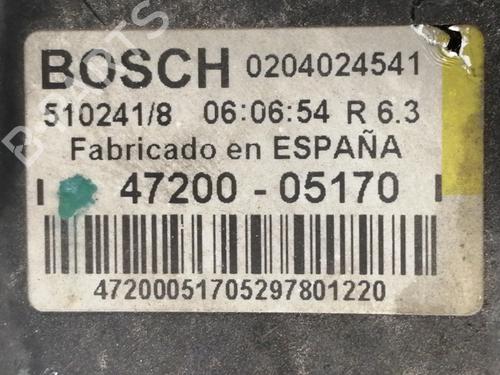 BOSCH 0204024541
510241/8 06:06:54 R 6.3
Fabricado en ESPAÑA
47200 - 05170
47200051705297801220